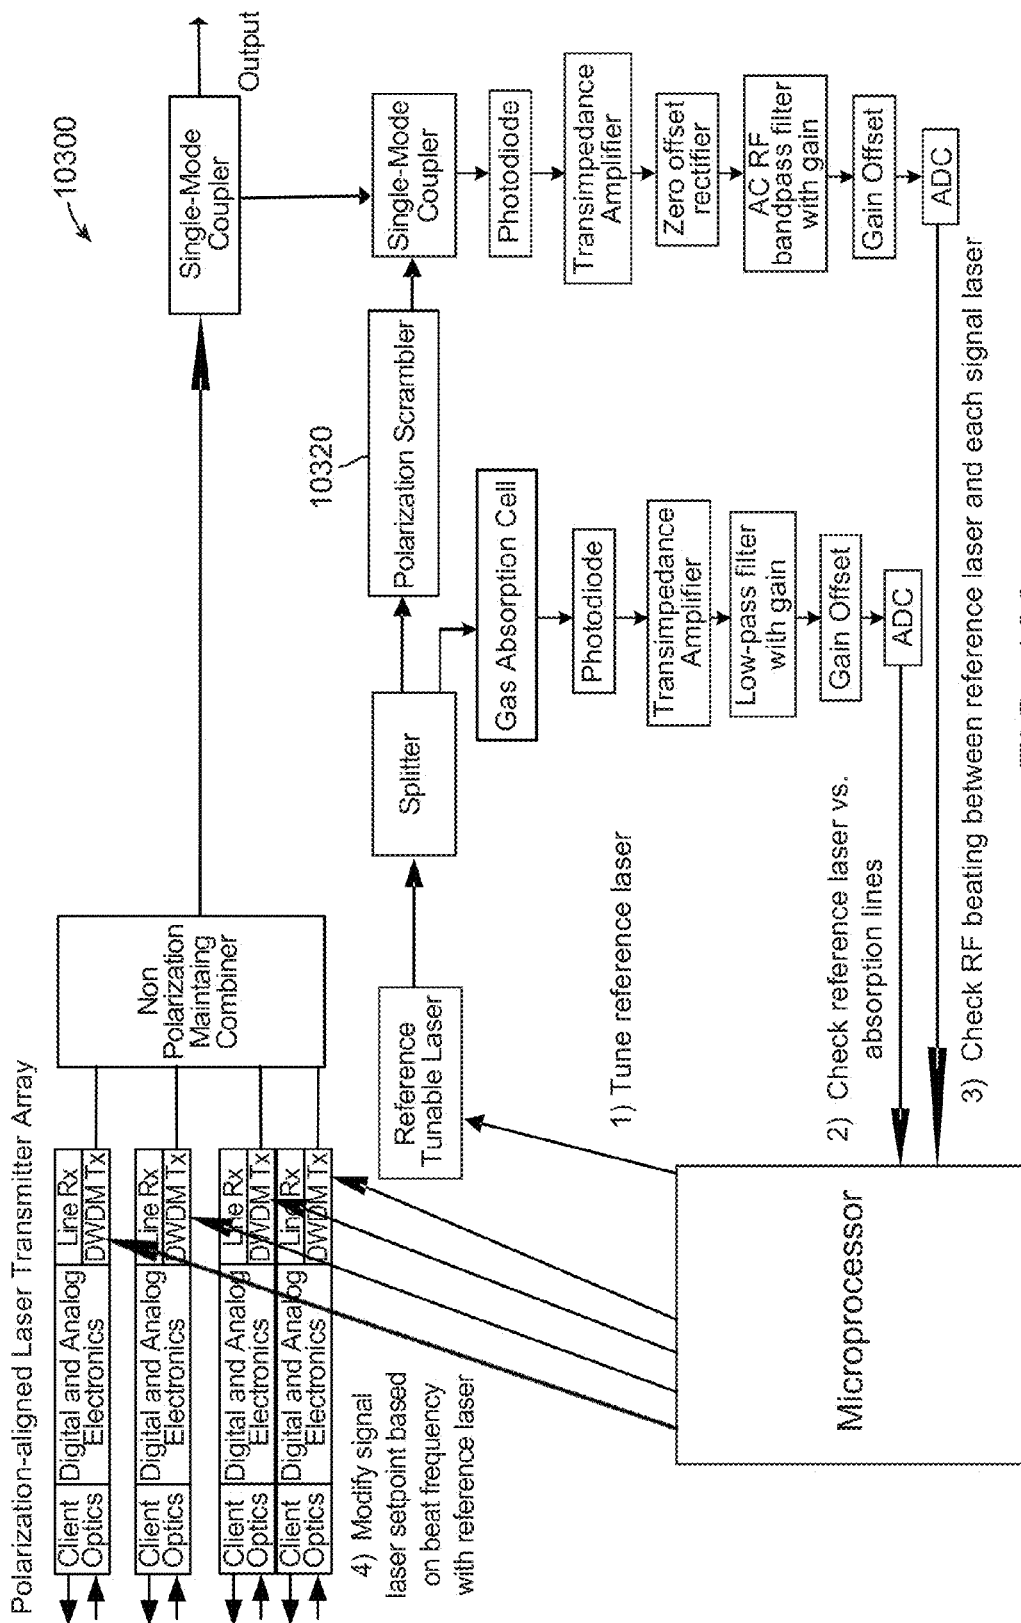 Polarization-aligned Laser Transmitter Array
Client
Optics
Digital and Analog
Electronics
Line Rx
DWDM Tx
Client
Optics
Digital and Analog
Electronics
Line Rx
DWDM Tx
Client
Optics
Digital and Analog
Electronics
Line Rx
DWDM Tx
Client
Optics
Digital and Analog
Electronics
Line Rx
DWDM Tx
Non
Polarization
Maintaing
Combiner
Single-Mode
Coupler
Output
10300
4) Modify signal
laser setpoint based
on beat frequency
with reference laser
Reference
Tunable Laser
Splitter
10320
Polarization Scrambler
Single-Mode
Coupler
Photodiode
Transimpedance
Amplifier
Zero offset
rectifier
AC RF
bandpass filter
with gain
Gain Offset
ADC
Gas Absorption Cell
Photodiode
Transimpedance
Amplifier
Low-pass filter
with gain
Gain Offset
ADC
1) Tune reference laser
2) Check reference laser vs.
absorption lines
3) Check RF beating between reference laser and each signal laser
Microprocessor